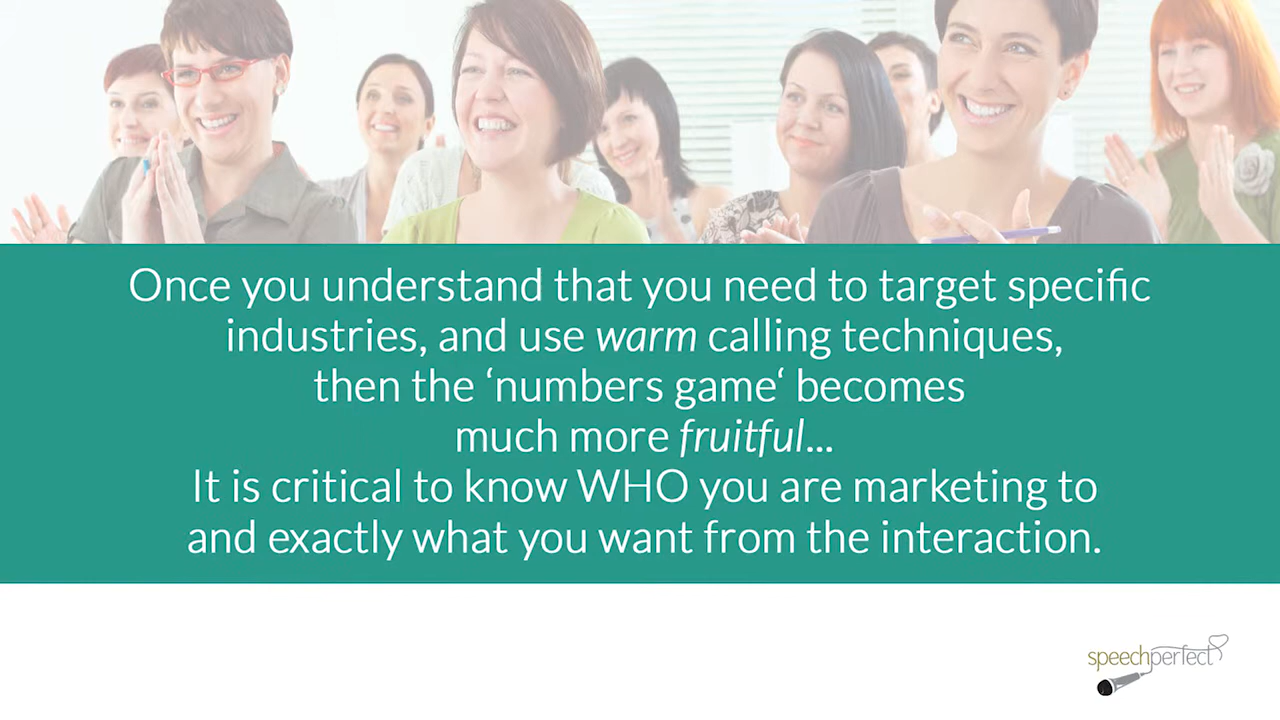 Once you understand that you need to target specific
industries, and use warm calling techniques,
then the ‘numbers game‘ becomes
much more fruitful...
It is critical to know WHO you are marketing to
and exactly what you want from the interaction.
speechperfect